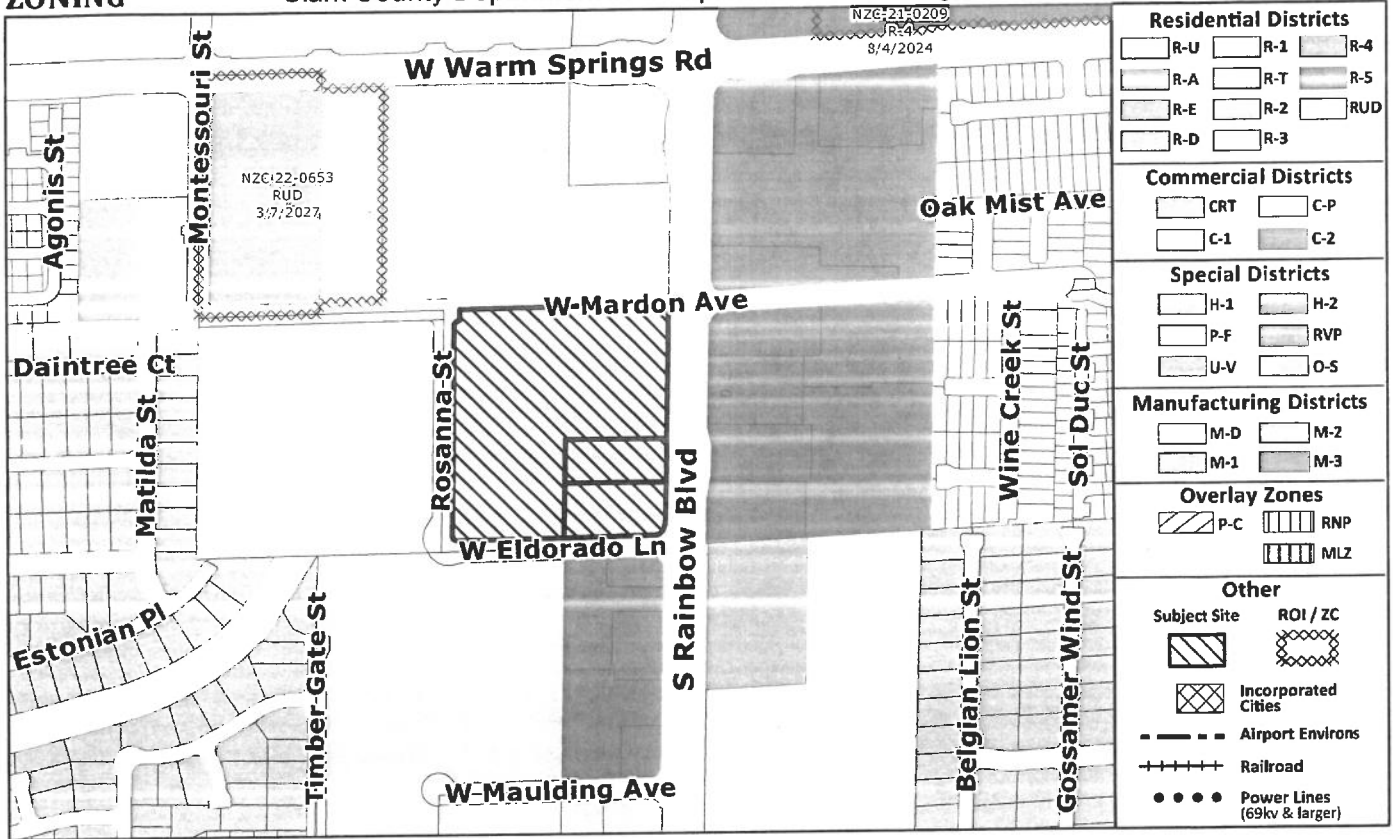 ZONING
NZC-21-0209
R-4
8/4/2024
W Warm Springs Rd
Montessouri St
Agonis St
NZC-22-0653
RUD
3/7/2027
Oak Mist Ave
W-Mardon Ave
Daintree Ct
Matilda St
Rosanna St
Wine Creek St
Sol Duc St
S Rainbow Blvd
W Eldorado Ln
Estonian Pl
Timber Gate St
Belgian Lion St
Gossamer Wind St
W Maulding Ave
Residential Districts
R-U R-1 R-4
R-A R-T R-5
R-E R-2 RUD
R-D R-3
Commercial Districts
CRT C-P
C-1 C-2
Special Districts
H-1 H-2
P-F RVP
U-V O-S
Manufacturing Districts
M-D M-2
M-1 M-3
Overlay Zones
P-C RNP
MLZ
Other
Subject Site ROI / ZC
Incorporated
Cities
Airport Environs
Railroad
Power Lines
(69kv & larger)